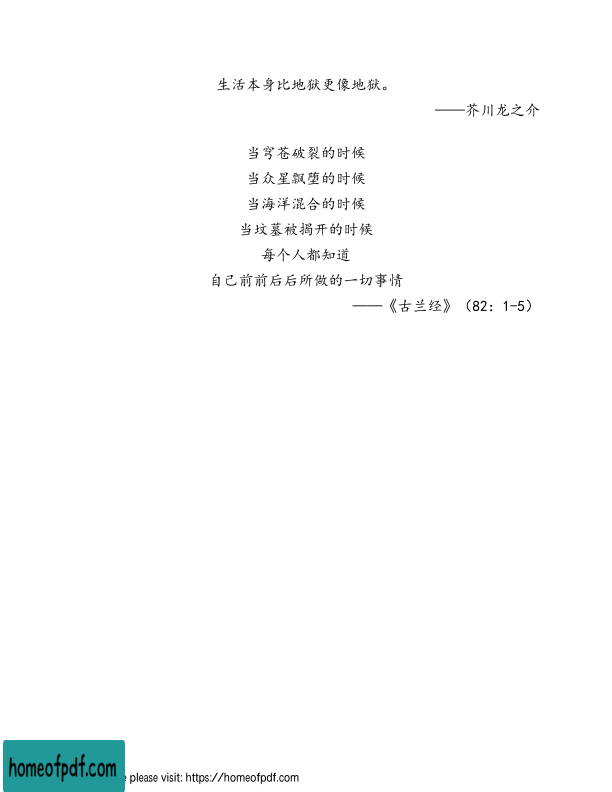 生活本身比地狱更像地狱。
——芥川龙之介
当穹苍破裂的时候
当众星飘堕的时候
当海洋混合的时候
当坟墓被揭开的时候
每个人都知道
自己前前后后所做的一切事情
——《古兰经》（82：1-5）
homeofpdf.com
e please visit: https://homeofpdf.com